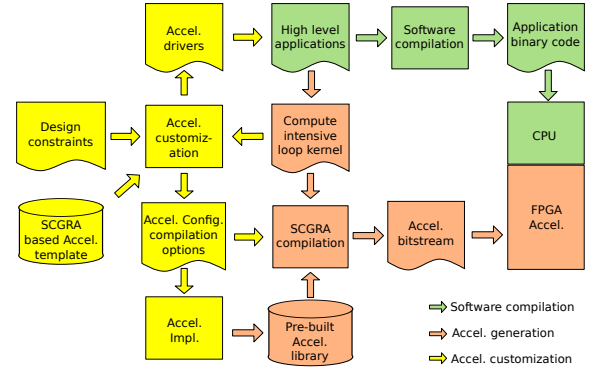 Accel.
drivers
High level
applications
Software
compilation
Application
binary code
Design
constraints
Accel.
customiz-
ation
Compute
intensive
loop kernel
CPU
SCGRA
based Accel.
template
Accel. Config.
compilation
options
SCGRA
compilation
Accel.
bitstream
FPGA
Accel.
Accel.
Impl.
Pre-built
Accel.
library
Software compilation
Accel. generation
Accel. customization